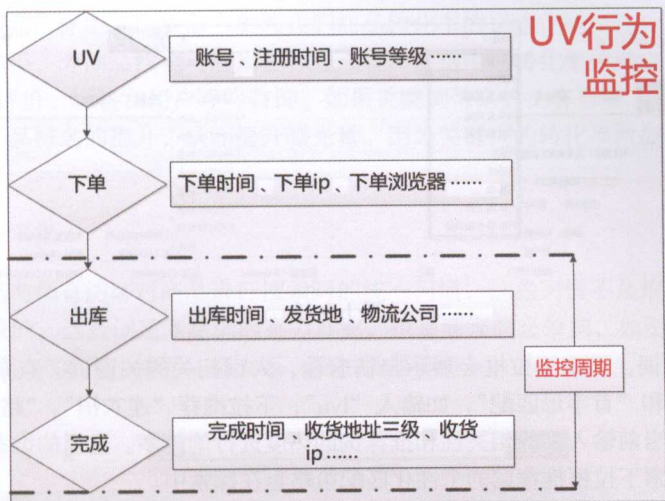 UV行为
监控
UV
账号、注册时间、账号等级……
下单
下单时间、下单ip、下单浏览器……
出库
出库时间、发货地、物流公司……
监控周期
完成
完成时间、收货地址三级、收货
ip……